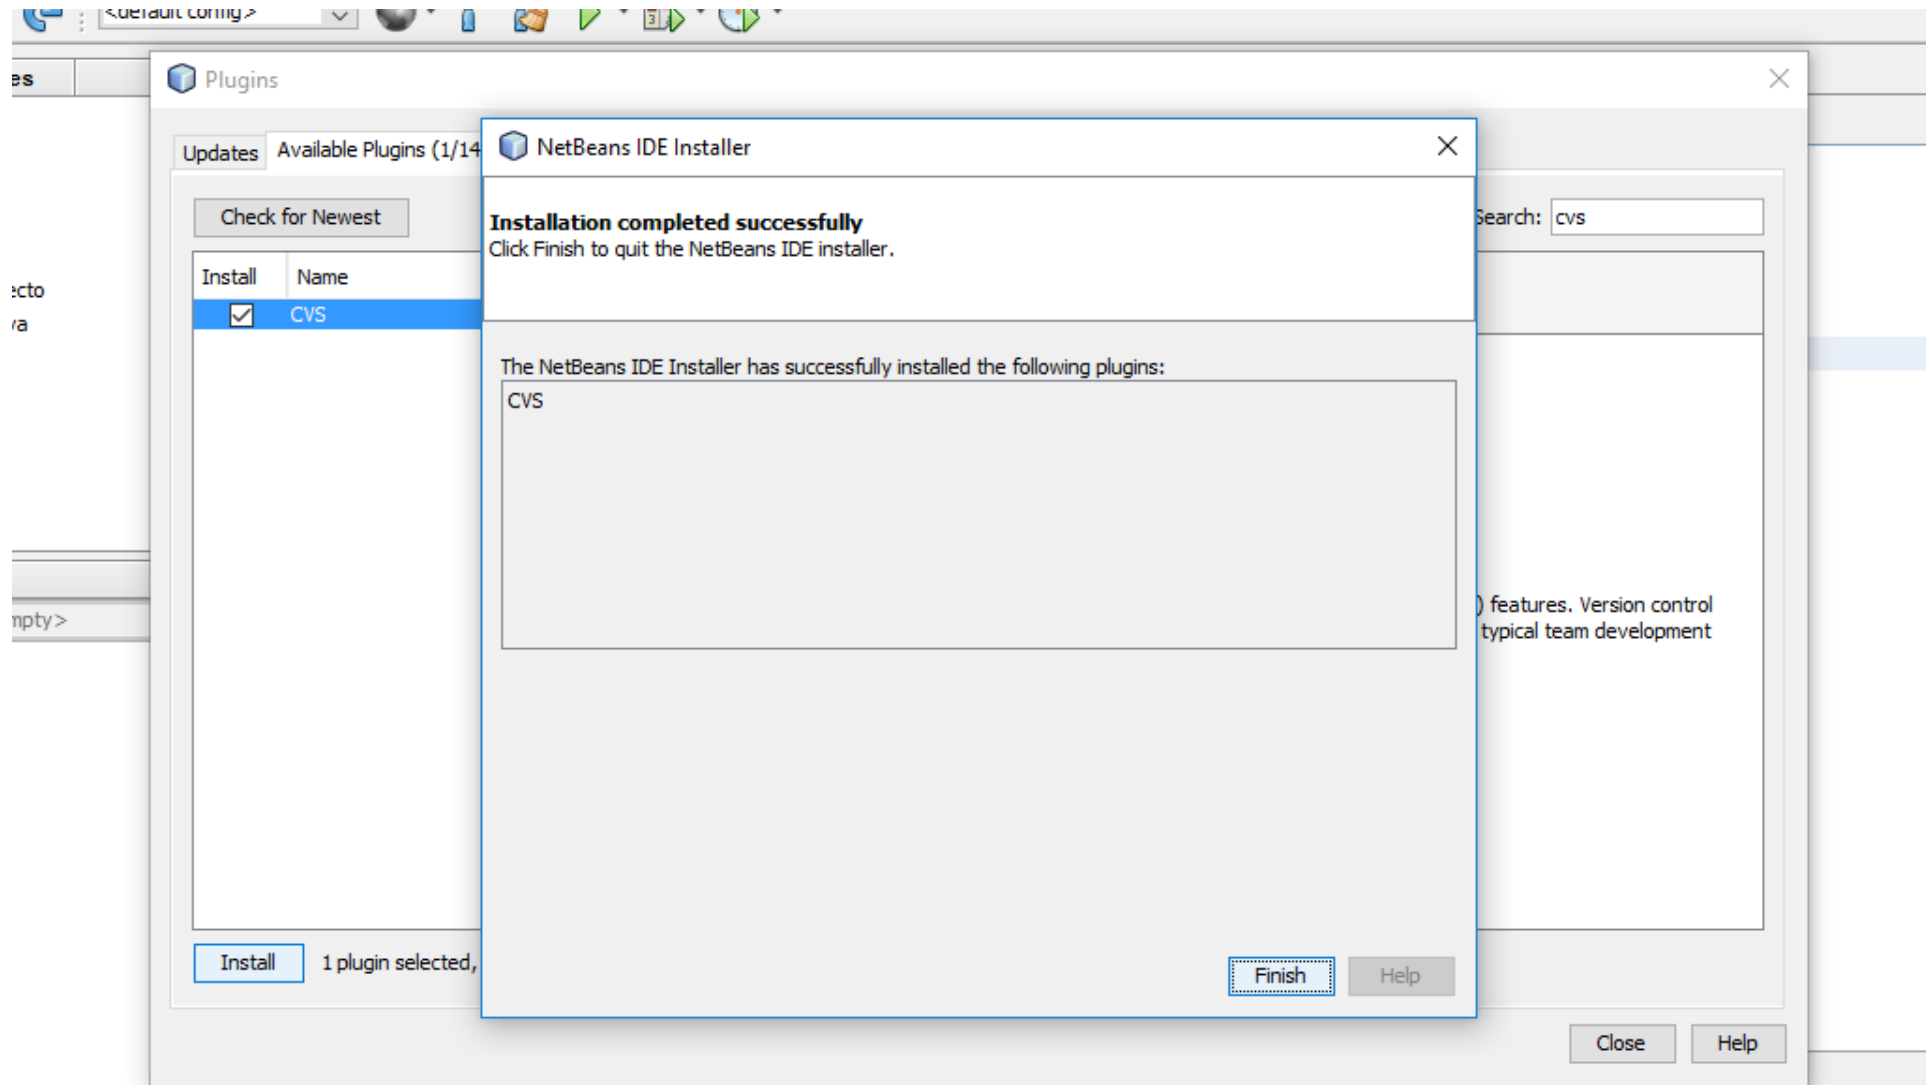 <default config>
es
Plugins
Updates
Available Plugins (1/14
NetBeans IDE Installer
Check for Newest
Installation completed successfully
Click Finish to quit the NetBeans IDE installer.
Search: cvs
Install Name
CVS
ecto
va
The NetBeans IDE Installer has successfully installed the following plugins:
CVS
) features. Version control
typical team development
mpty>
Install
1 plugin selected,
Finish
Help
Close
Help